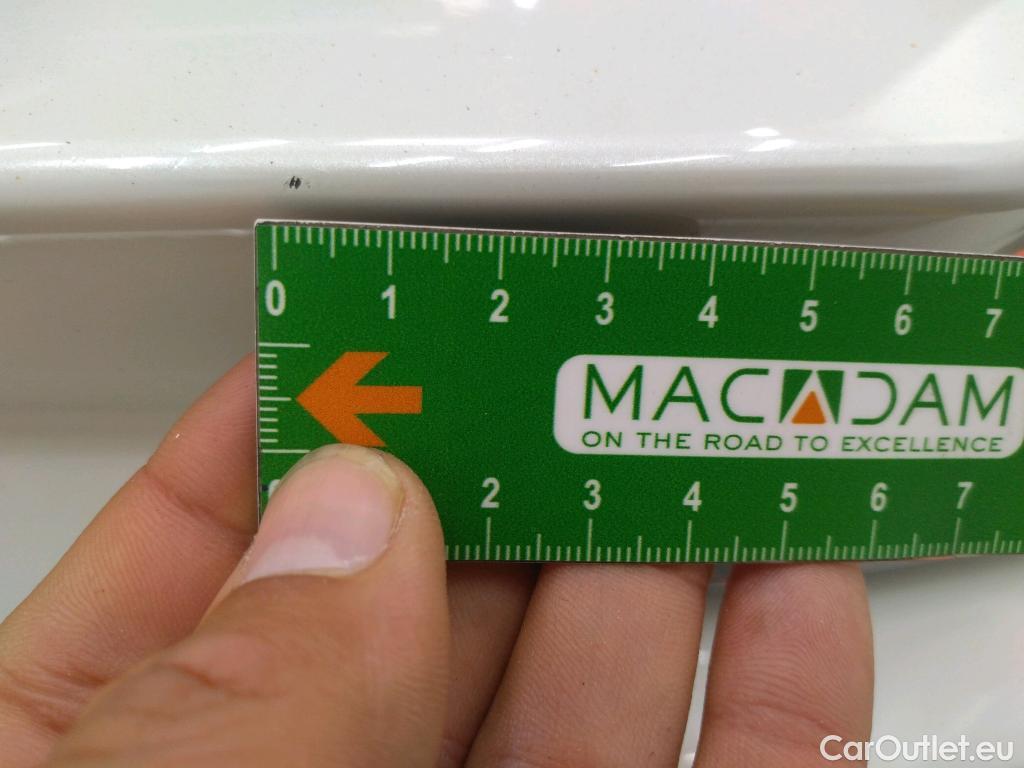 0 1 2 3 4 5 6 7
MACADAM
ON THE ROAD TO EXCELLENCE
2 3 4 5 6 7
CarOutlet.eu